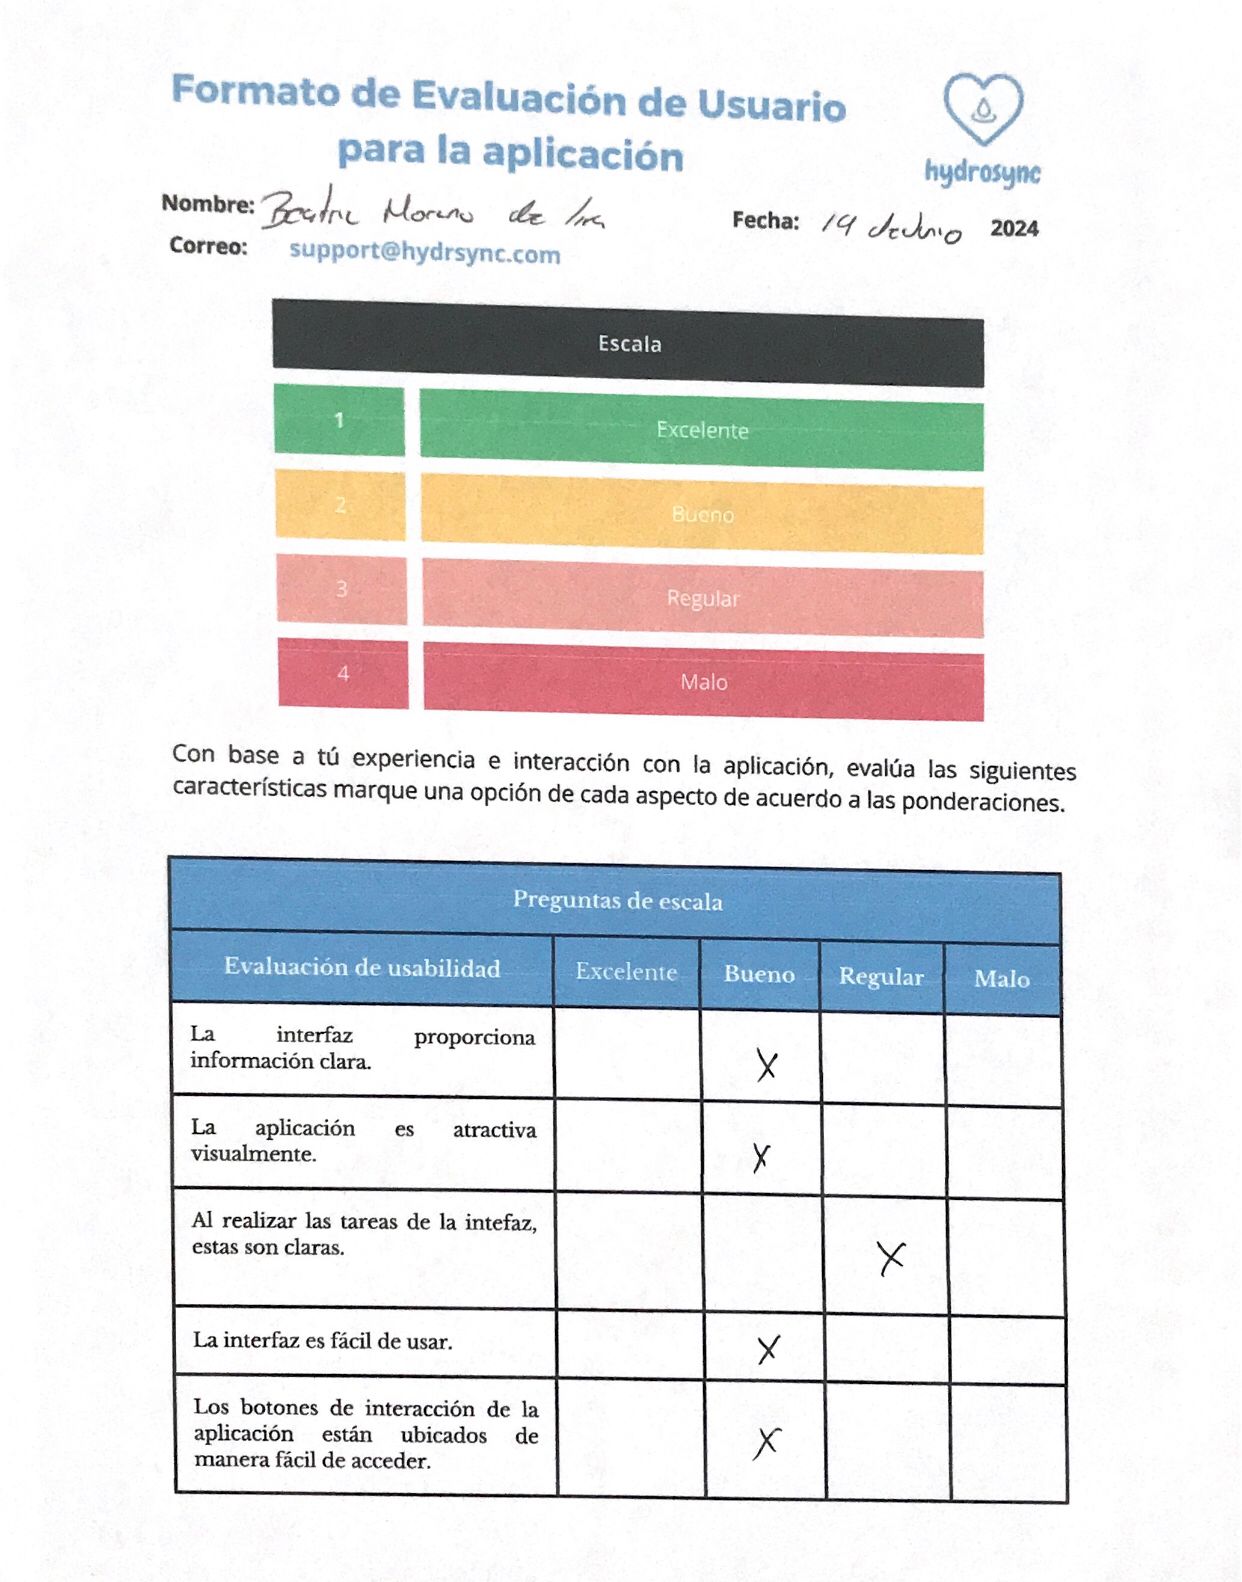 Formato de Evaluación de Usuario
para la aplicación
hydrosync
Nombre: Beatriz Moreno de
Fecha: 19 de Junio 2024
Correo: support@hydrsync.com
Escala
1 Excelente
2 Bueno
3 Regular
4 Malo
Con base a tú experiencia e interacción con la aplicación, evalúa las siguientes
características marque una opción de cada aspecto de acuerdo a las ponderaciones.
Preguntas de escala
Evaluación de usabilidad Excelente Bueno Regular Malo
La interfaz proporciona
información clara.
X
La aplicación es atractiva
visualmente.
X
Al realizar las tareas de la intefaz,
estas son claras.
X
La interfaz es fácil de usar. X
Los botones de interacción de la
aplicación están ubicados de
manera fácil de acceder.
X